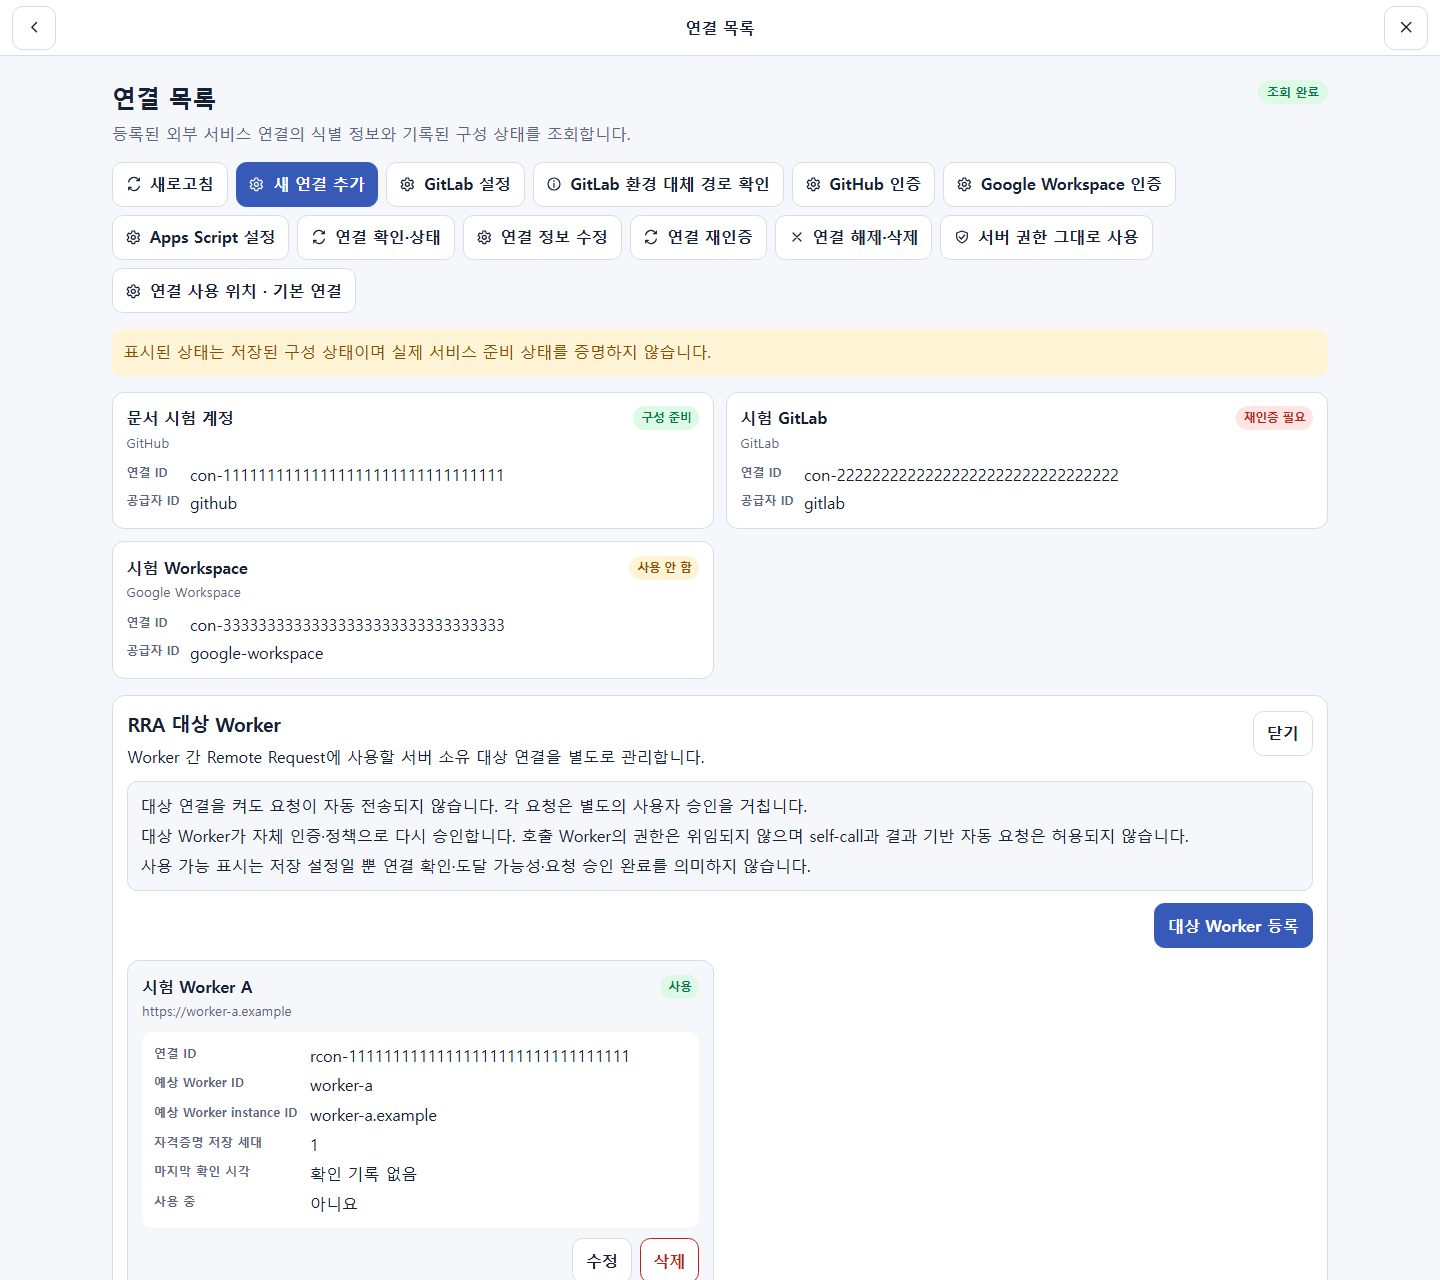 연결 목록
연결 목록
조회 완료
등록된 외부 서비스 연결의 식별 정보와 기록된 구성 상태를 조회합니다.
새로고침
새 연결 추가
GitLab 설정
GitLab 환경 대체 경로 확인
GitHub 인증
Google Workspace 인증
Apps Script 설정
연결 확인·상태
연결 정보 수정
연결 재인증
연결 해제·삭제
서버 권한 그대로 사용
연결 사용 위치 · 기본 연결
표시된 상태는 저장된 구성 상태이며 실제 서비스 준비 상태를 증명하지 않습니다.
문서 시험 계정
구성 준비
GitHub
연결 ID con-11111111111111111111111111111111
공급자 ID github
시험 GitLab
재인증 필요
GitLab
연결 ID con-22222222222222222222222222222222
공급자 ID gitlab
시험 Workspace
사용 안 함
Google Workspace
연결 ID con-33333333333333333333333333333333
공급자 ID google-workspace
RRA 대상 Worker
닫기
Worker 간 Remote Request에 사용할 서버 소유 대상 연결을 별도로 관리합니다.
대상 연결을 켜도 요청이 자동 전송되지 않습니다. 각 요청은 별도의 사용자 승인을 거칩니다.
대상 Worker가 자체 인증·정책으로 다시 승인합니다. 호출 Worker의 권한은 위임되지 않으며 self-call과 결과 기반 자동 요청은 허용되지 않습니다.
사용 가능 표시는 저장 설정일 뿐 연결 확인·도달 가능성·요청 승인 완료를 의미하지 않습니다.
대상 Worker 등록
시험 Worker A
사용
https://worker-a.example
연결 ID rcon-11111111111111111111111111111111
예상 Worker ID worker-a
예상 Worker instance ID worker-a.example
자격증명 저장 세대 1
마지막 확인 시각 확인 기록 없음
사용 중 아니요
수정
삭제